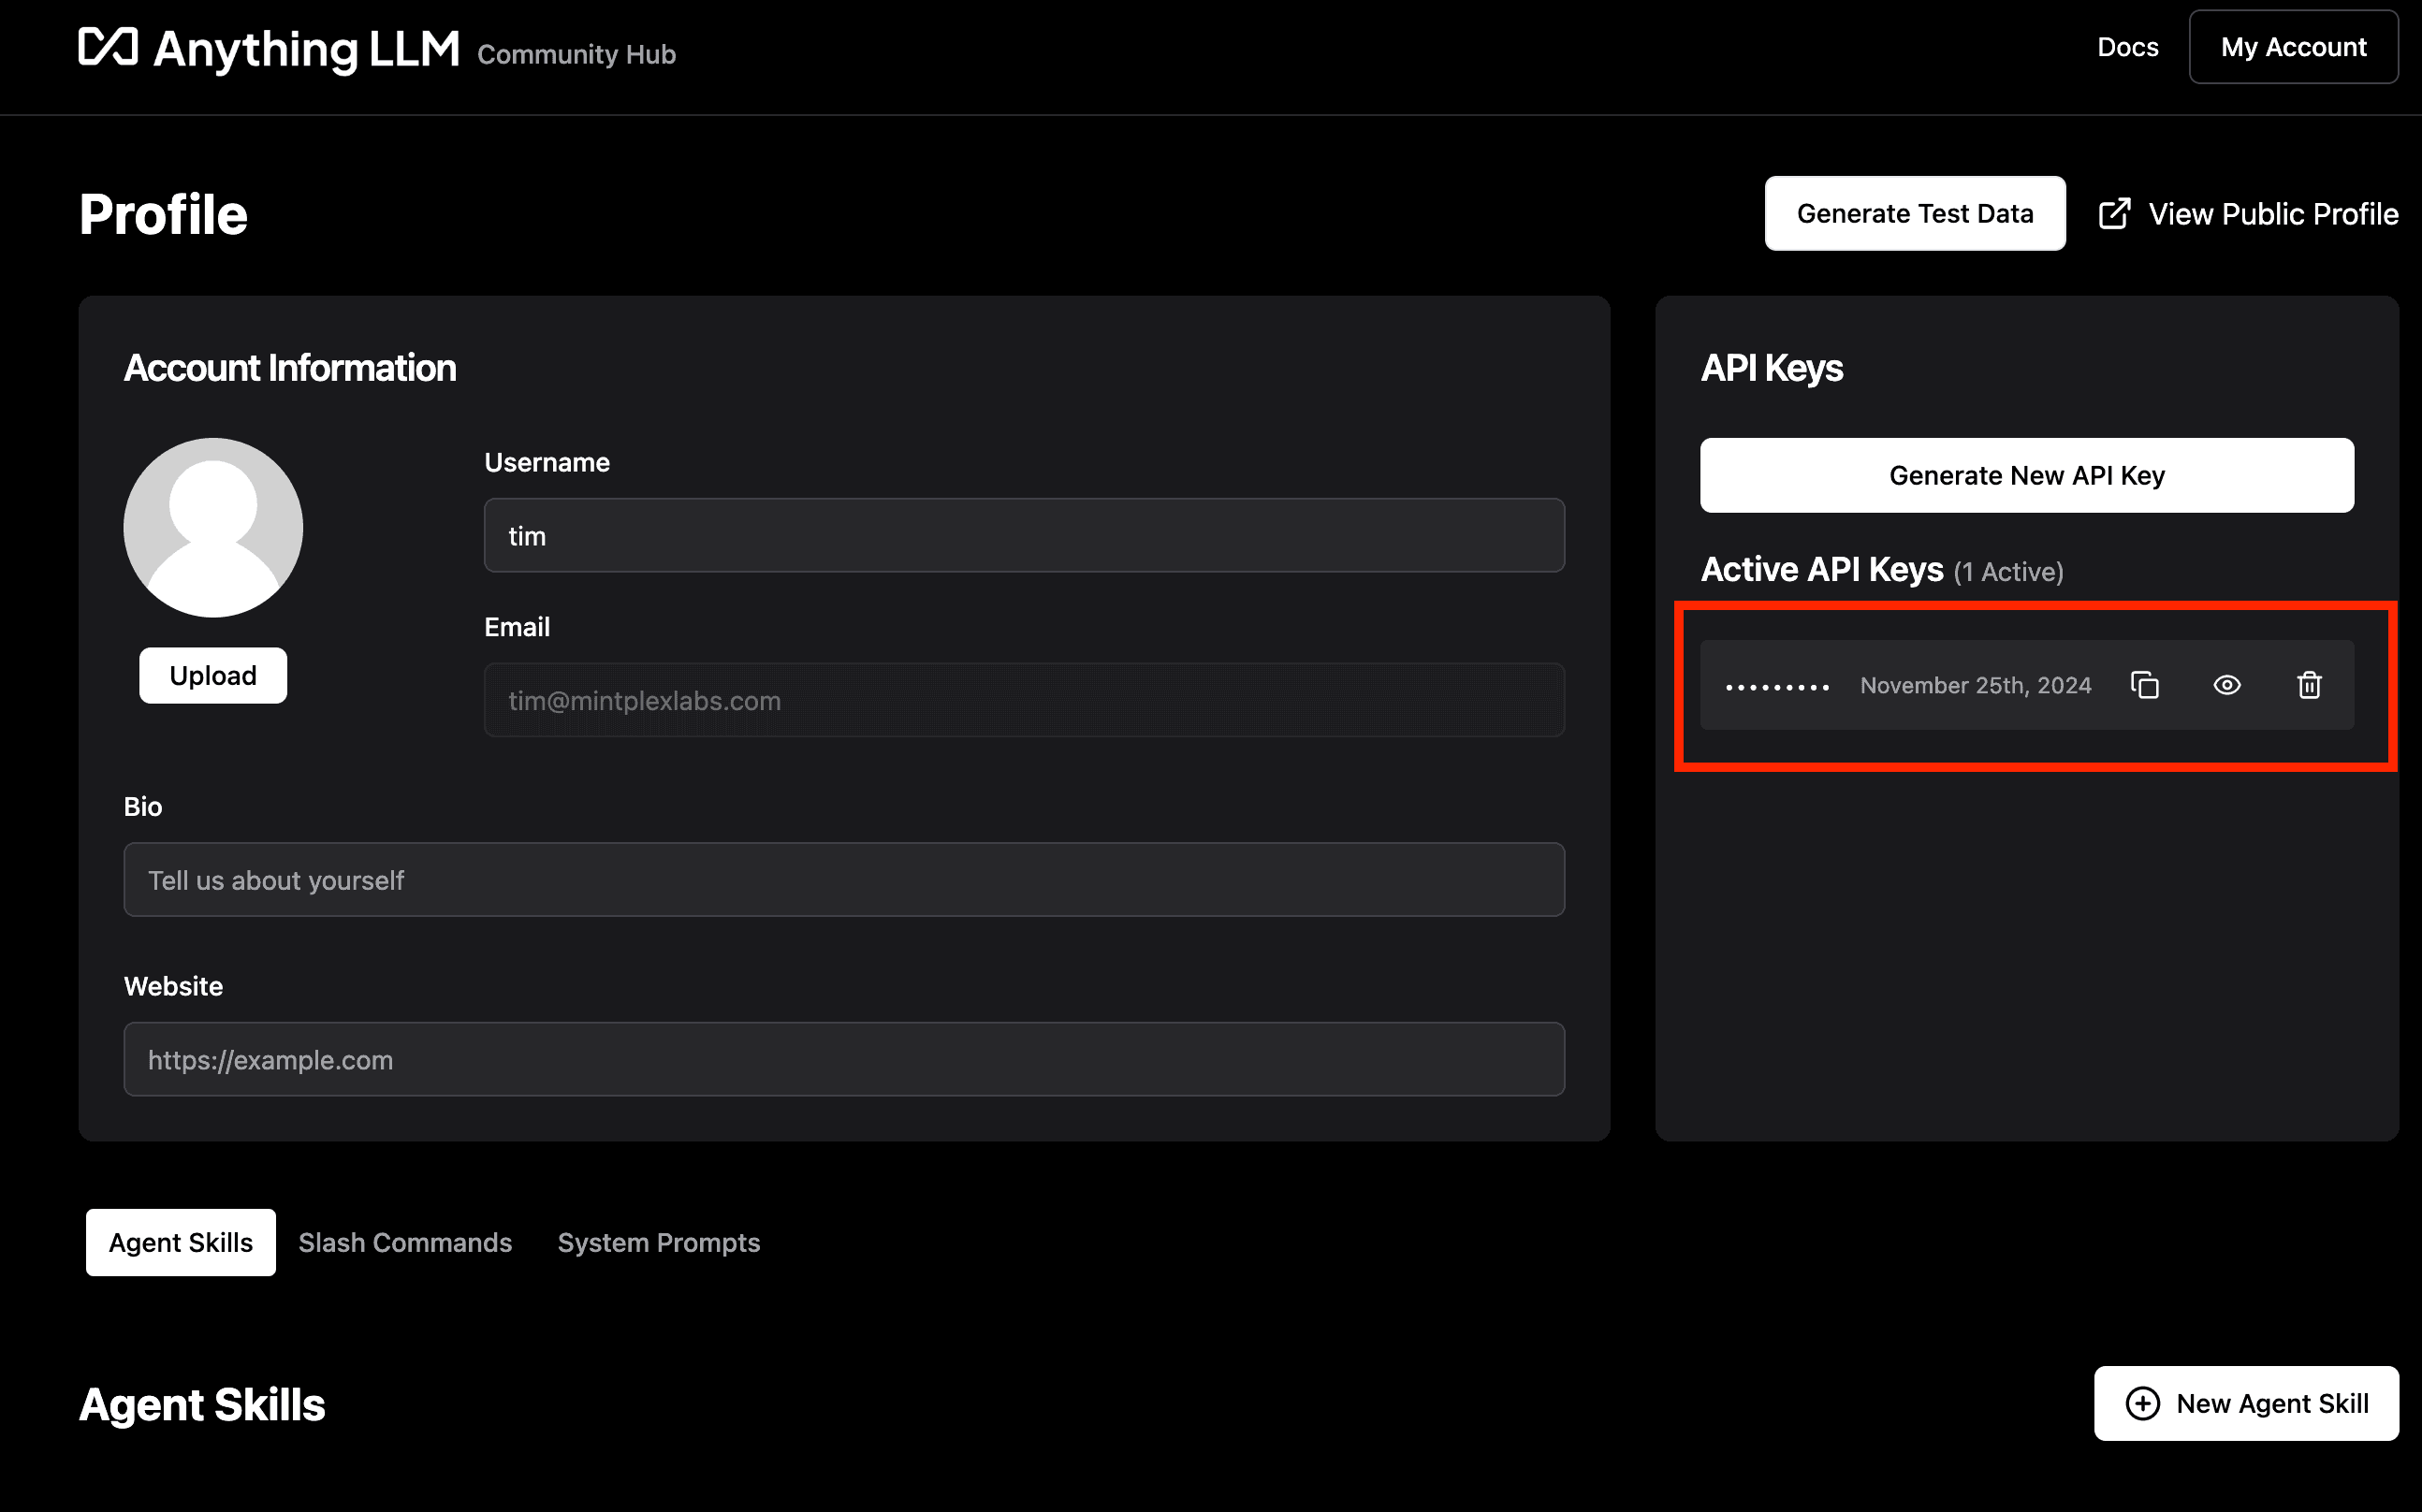 Anything LLM Community Hub
Docs
My Account
Profile
Generate Test Data
View Public Profile
Account Information
Upload
Username
tim
Email
tim@mintplexlabs.com
Bio
Tell us about yourself
Website
https://example.com
API Keys
Generate New API Key
Active API Keys (1 Active)
••••••••• November 25th, 2024
Agent Skills
Slash Commands
System Prompts
Agent Skills
New Agent Skill